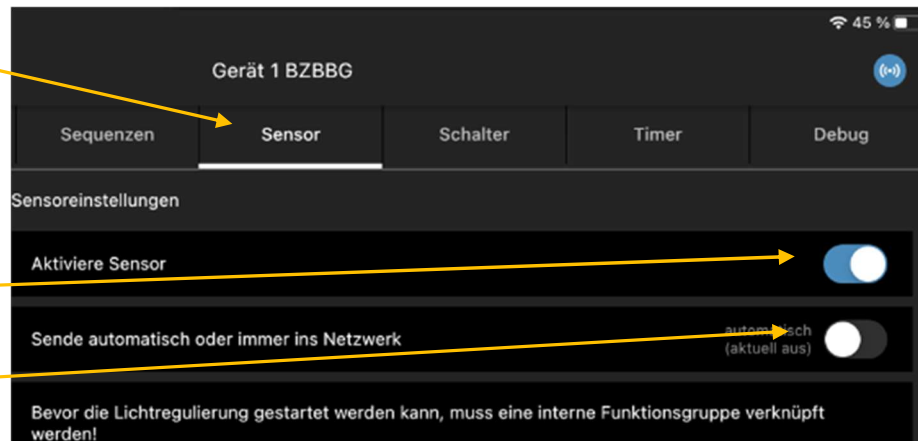 45 %
Gerät 1 BZBBG
Sequenzen Sensor Schalter Timer Debug
Sensoreinstellungen
Aktiviere Sensor
Sende automatisch oder immer ins Netzwerk automatisch
(aktuell aus)
Bevor die Lichtregulierung gestartet werden kann, muss eine interne Funktionsgruppe verknüpft
werden!